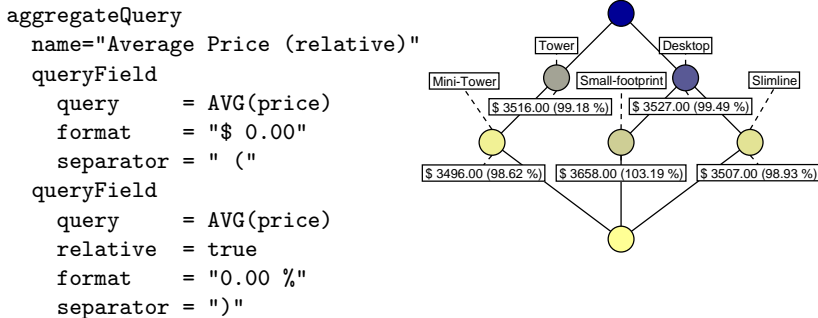 aggregateQuery
name="Average Price (relative)"
queryField
query = AVG(price)
format = "$ 0.00"
separator = " ("
queryField
query = AVG(price)
relative = true
format = "0.00 %"
separator = ")"
Tower
Desktop
Mini-Tower
Small-footprint
Slimline
$ 3516.00 (99.18 %)
$ 3527.00 (99.49 %)
$ 3496.00 (98.62 %)
$ 3658.00 (103.19 %)
$ 3507.00 (98.93 %)